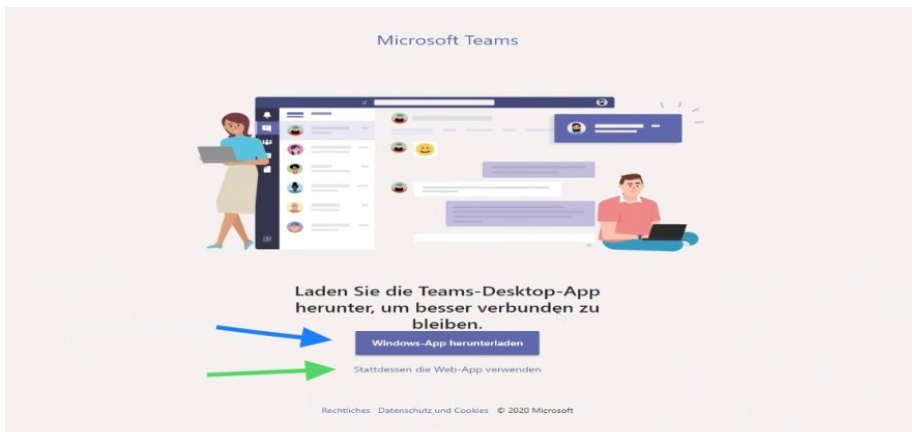 Microsoft Teams
Laden Sie die Teams-Desktop-App
herunter, um besser verbunden zu
bleiben.
Windows-App herunterladen
Stattdessen die Web-App verwenden
Rechtliches Datenschutz und Cookies © 2020 Microsoft